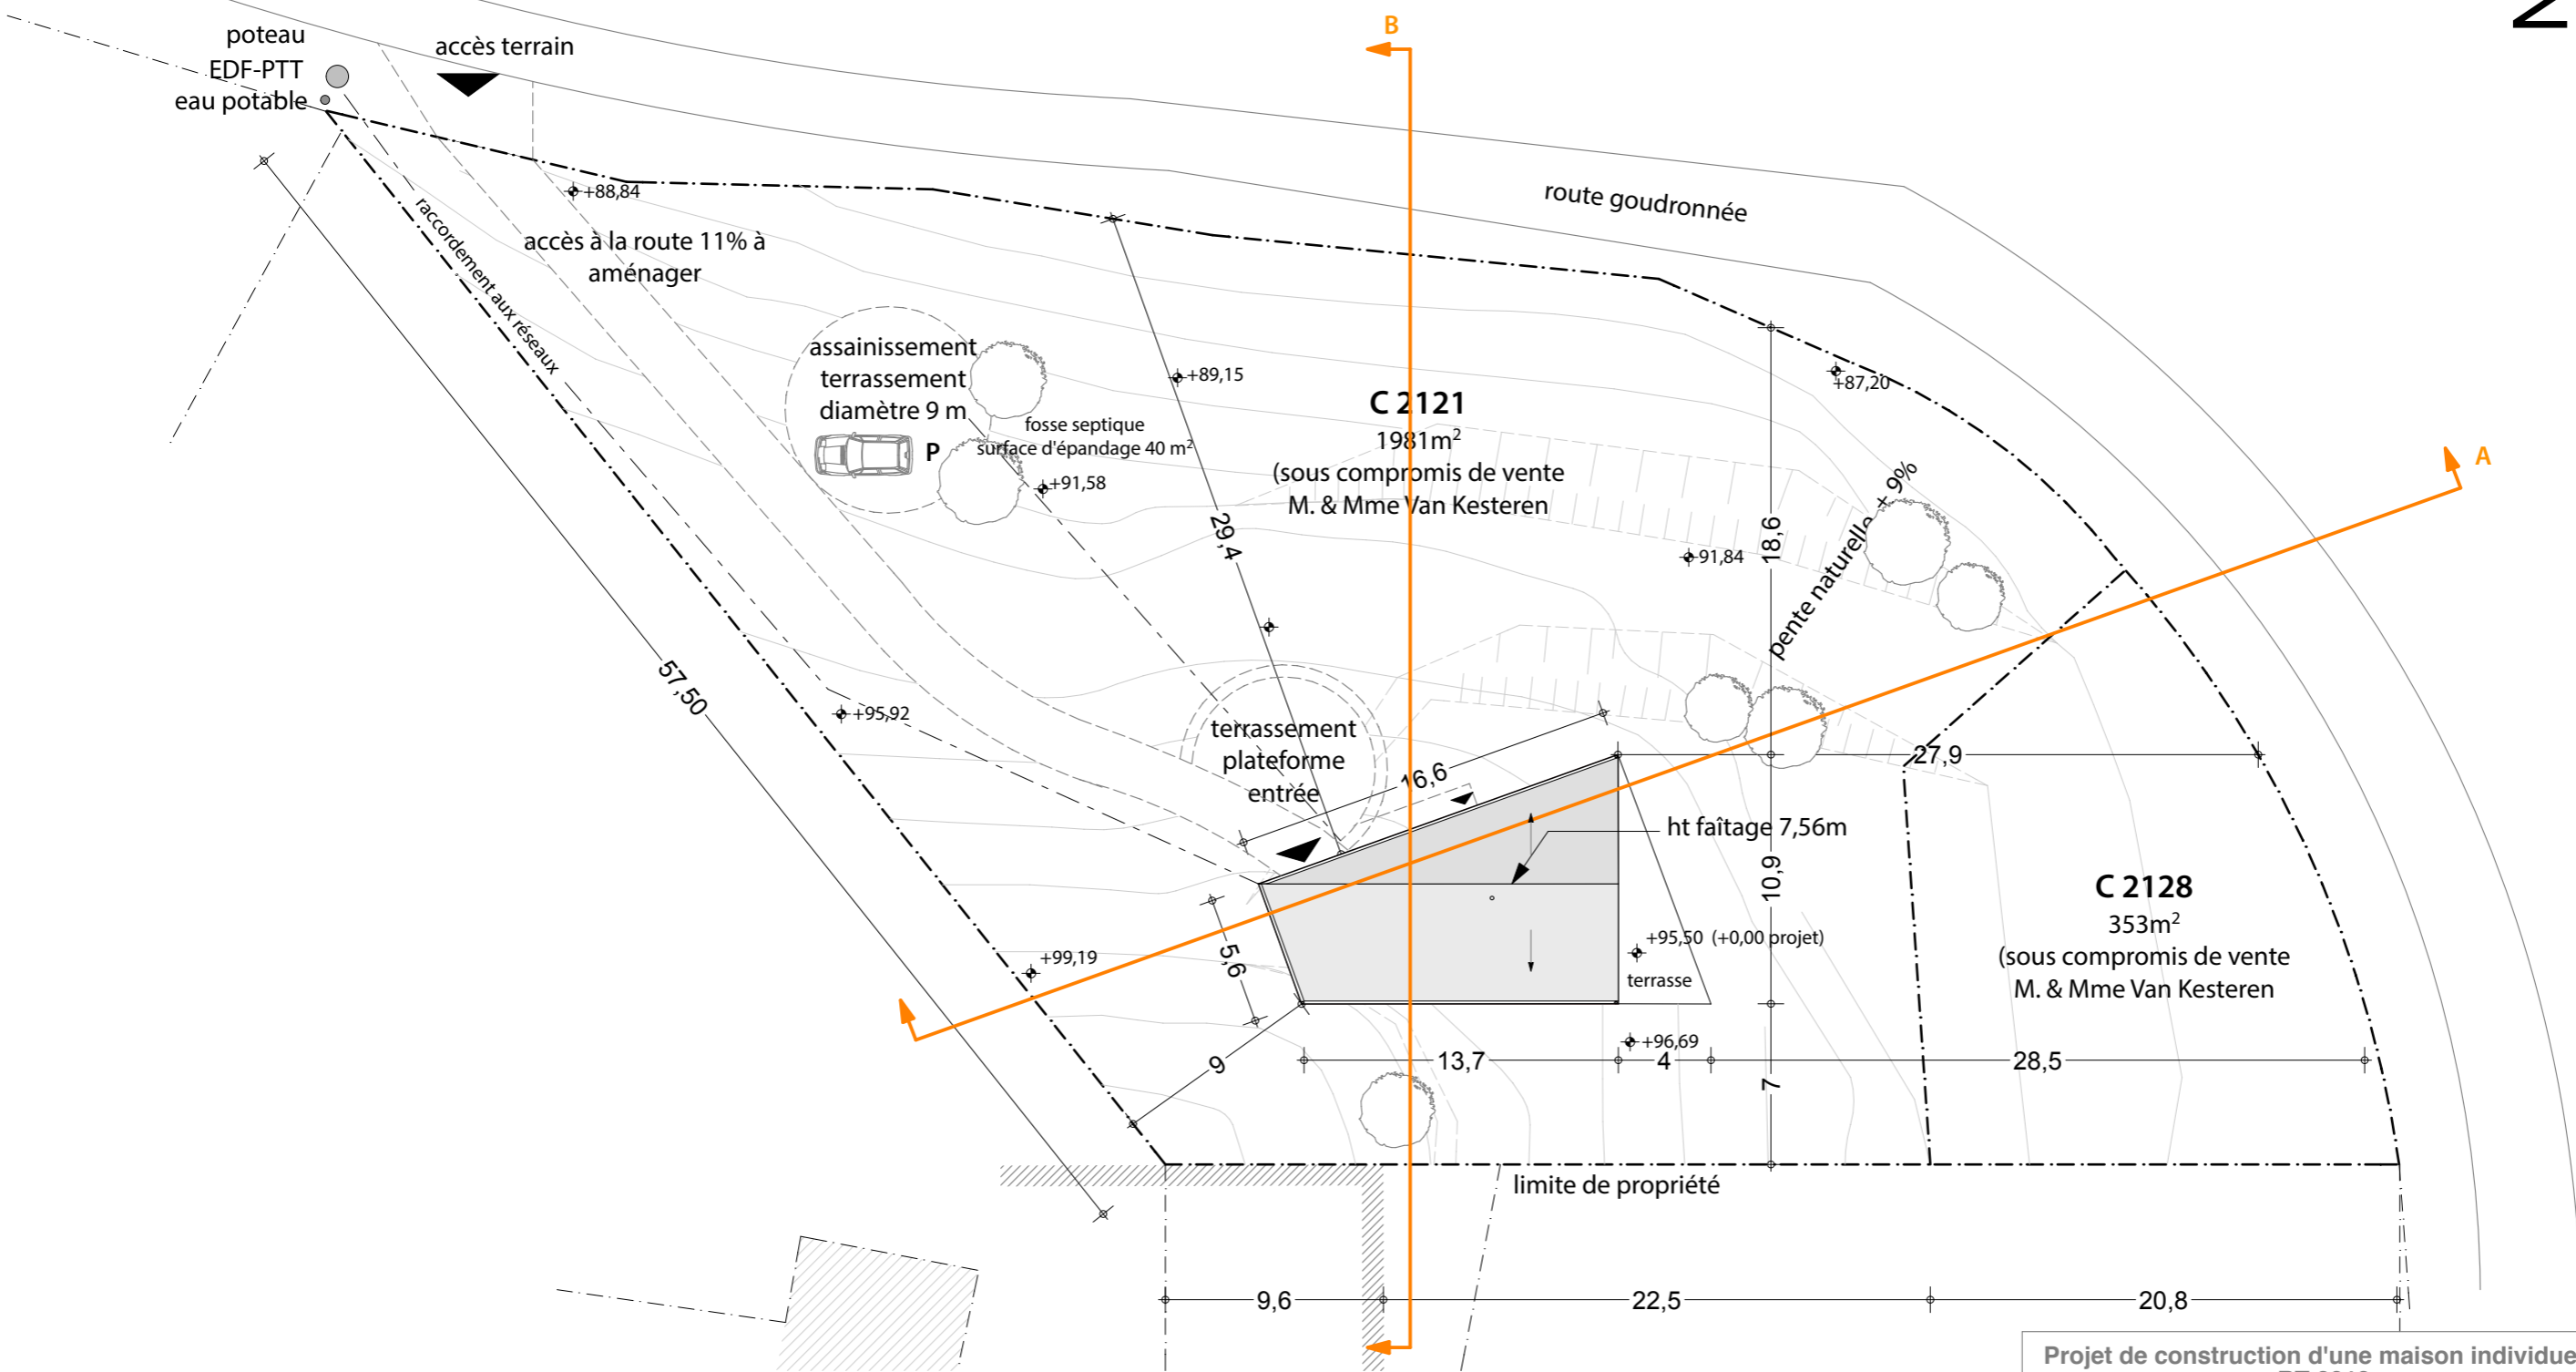 B
poteau
EDF-PTT
eau potable
accès terrain
route goudronnée
+88,84
raccordement aux réseaux
accès à la route 11% à
aménager
assainissement
terrassement
diamètre 9 m
P
fosse septique
surface d'épandage 40 m²
+91,58
+89,15
29,4
C 2121
1981m²
(sous compromis de vente
M. & Mme Van Kesteren
+87,20
A
pente naturelle + 9%
18,6
91,84
57,50
+95,92
terrassement
plateforme
entrée
16,6
27,9
ht faîtage 7,56m
10,9
C 2128
353m²
(sous compromis de vente
M. & Mme Van Kesteren
5,6
+99,19
+95,50 (+0,00 projet)
terrasse
+96,69
9
13,7
4
7
28,5
limite de propriété
9,6
22,5
20,8
Projet de construction d'une maison individue